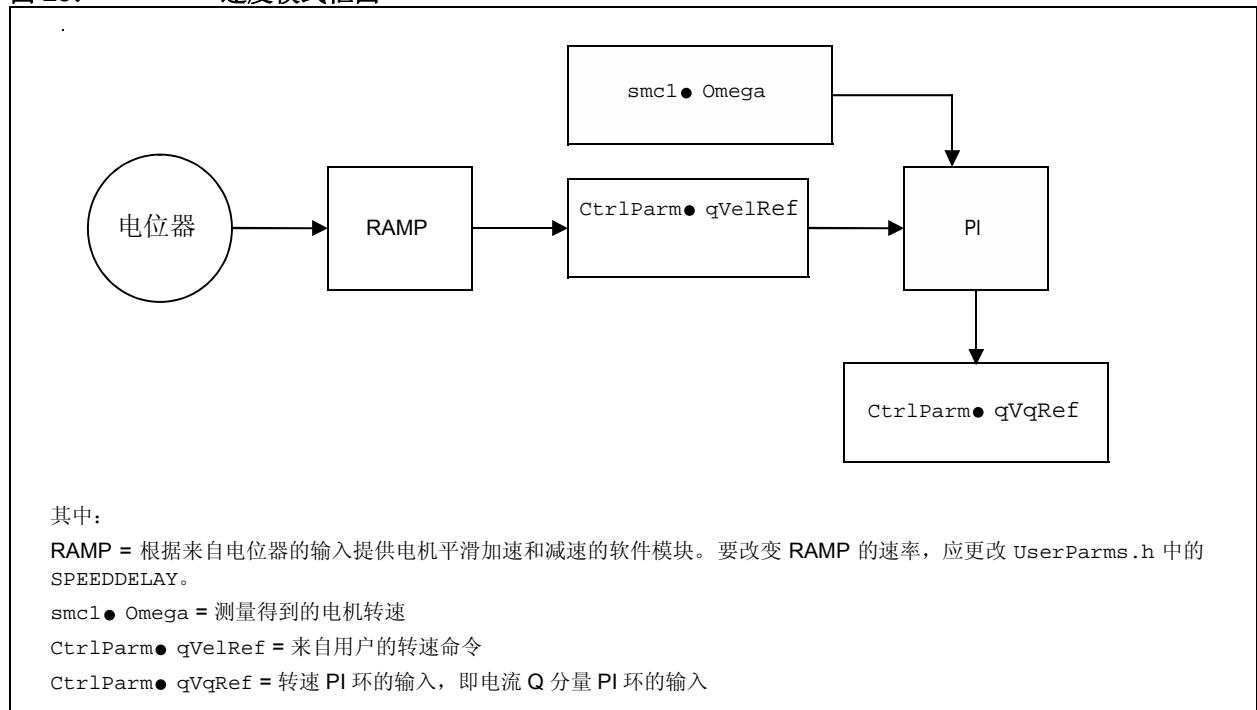 smc1● Omega
电位器
RAMP
CtrlParm● qVelRef
PI
CtrlParm● qVqRef
其中：
RAMP = 根据来自电位器的输入提供电机平滑加速和减速的软件模块。要改变 RAMP 的速率，应更改 UserParms.h 中的
SPEEDDELAY。
smc1● Omega = 测量得到的电机转速
CtrlParm● qVelRef = 来自用户的转速命令
CtrlParm● qVqRef = 转速 PI 环的输入，即电流 Q 分量 PI 环的输入